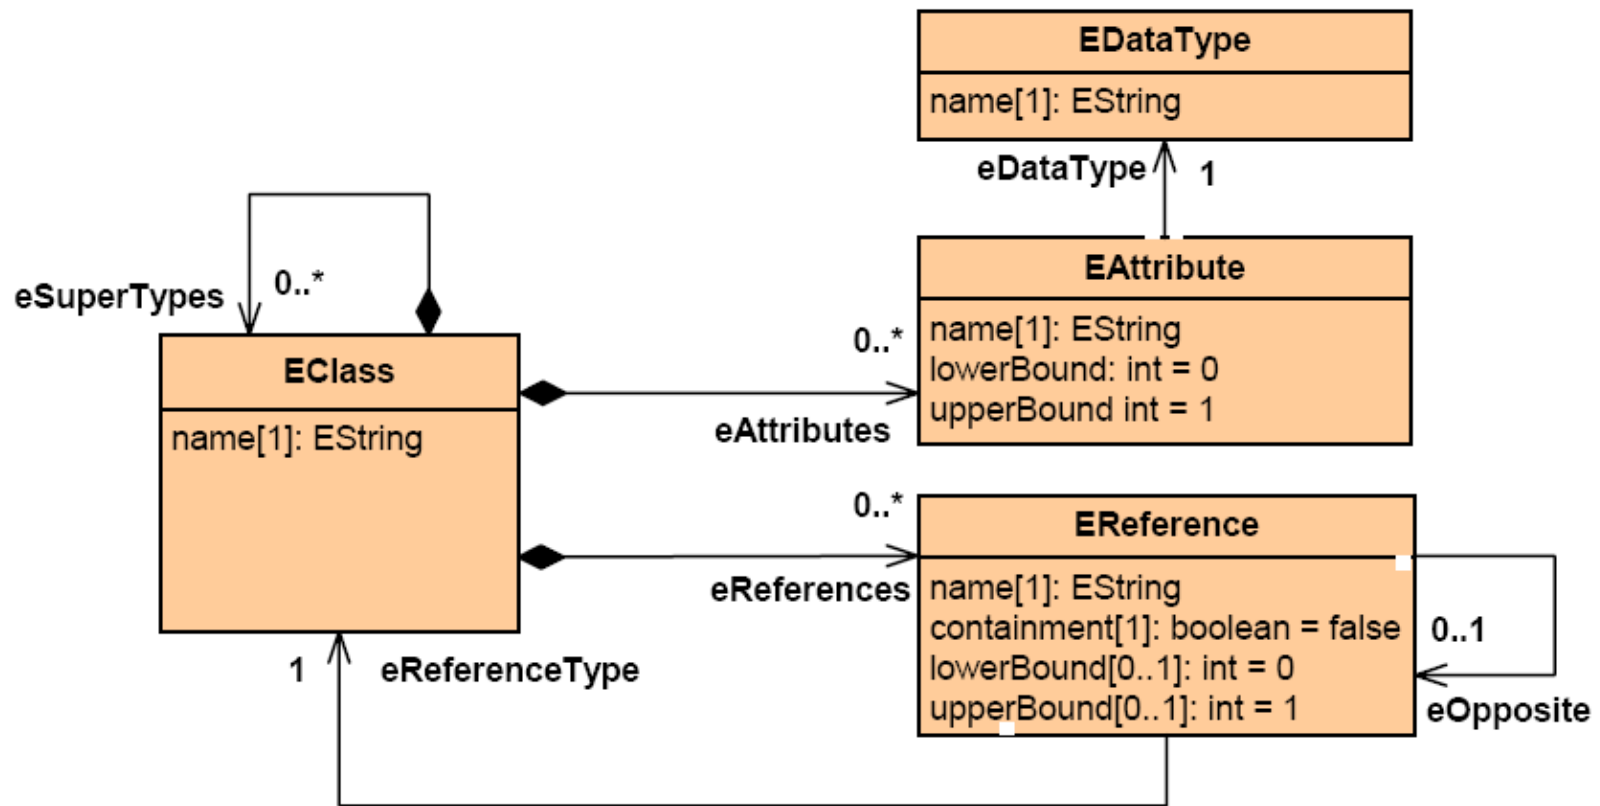 EDataType
name[1]: EString
eDataType
1
EAttribute
name[1]: EString
lowerBound: int = 0
upperBound int = 1
eSuperTypes
0..*
EClass
name[1]: EString
0..*
eAttributes
0..*
eReferences
EReference
name[1]: EString
containment[1]: boolean = false
lowerBound[0..1]: int = 0
upperBound[0..1]: int = 1
0..1
eOpposite
1
eReferenceType